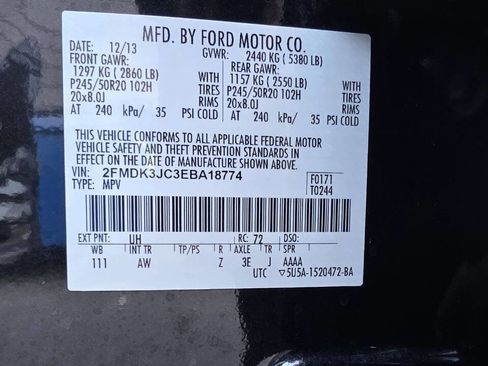 MFD. BY FORD MOTOR CO.
DATE: 12/13 GVWR: 2440 KG ( 5380 LB)
FRONT GAWR: REAR GAWR:
1297 KG (2860 LB) WITH 1157 KG ( 2550 LB) WITH
P245/50R20 102H TIRES P245/50R20 102H TIRES
20x8.0J RIMS 20x8.0J RIMS
AT 240 kPa/ 35 PSI COLD AT 240 kPa/ 35 PSI COLD
THIS VEHICLE CONFORMS TO ALL APPLICABLE FEDERAL MOTOR
VEHICLE SAFETY AND THEFT PREVENTION STANDARDS IN
EFFECT ON THE DATE OF MANUFACTURE SHOWN ABOVE.
VIN: 2FMDK3JC3EBA18774 F0171
TYPE: MPV T0244
EXT PNT: UH RC: 72 DSO:
WB INT TR TP/PS R AXLE TR SPR
111 AW Z 3E J AAAA
UTC ▽5U5A-1520472-BA